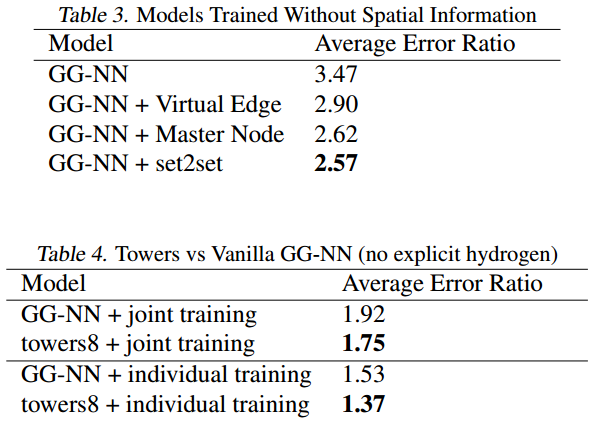 Table 3. Models Trained Without Spatial Information
Model Average Error Ratio
GG-NN 3.47
GG-NN + Virtual Edge 2.90
GG-NN + Master Node 2.62
GG-NN + set2set 2.57
Table 4. Towers vs Vanilla GG-NN (no explicit hydrogen)
Model Average Error Ratio
GG-NN + joint training 1.92
towers8 + joint training 1.75
GG-NN + individual training 1.53
towers8 + individual training 1.37